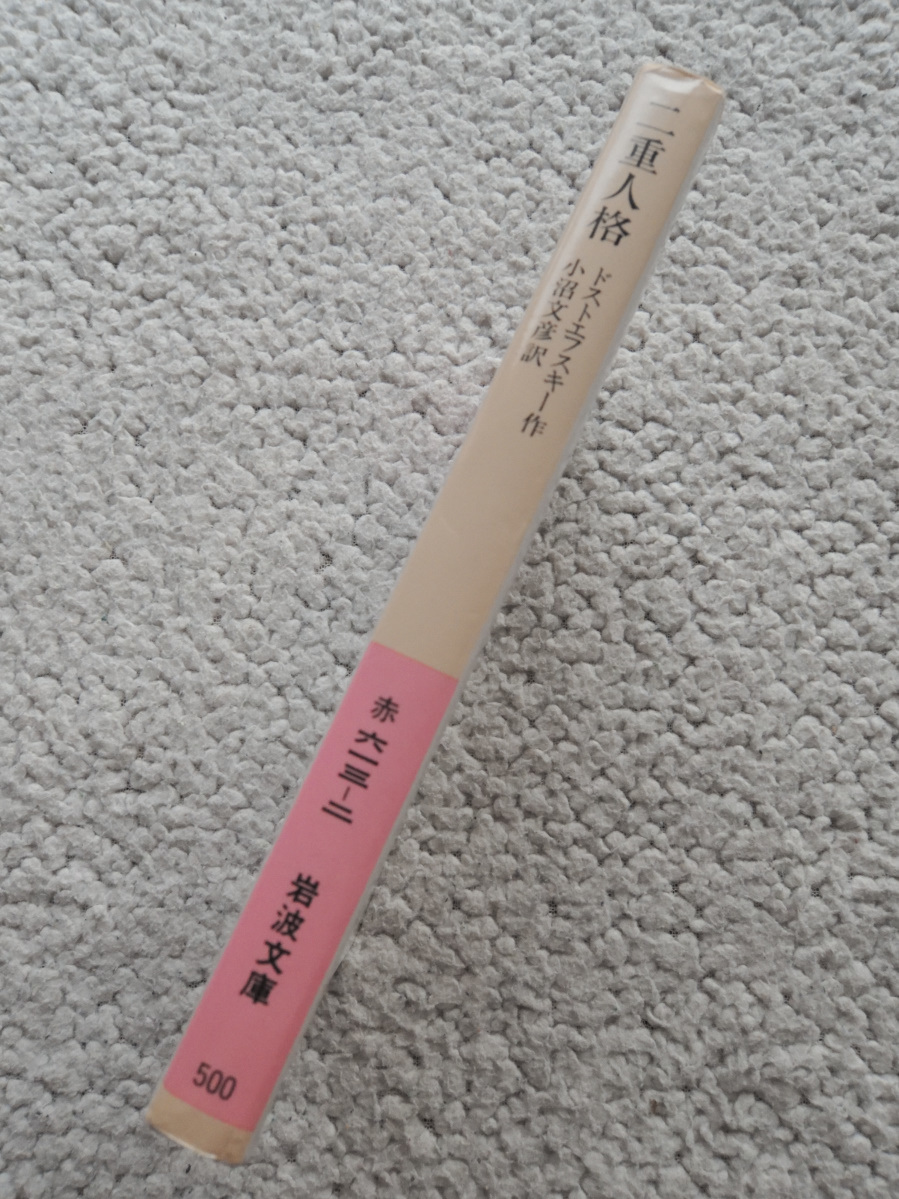 二重人格
ドストエフスキー作
小沼文彦訳
赤六一三-二
岩波文庫
500